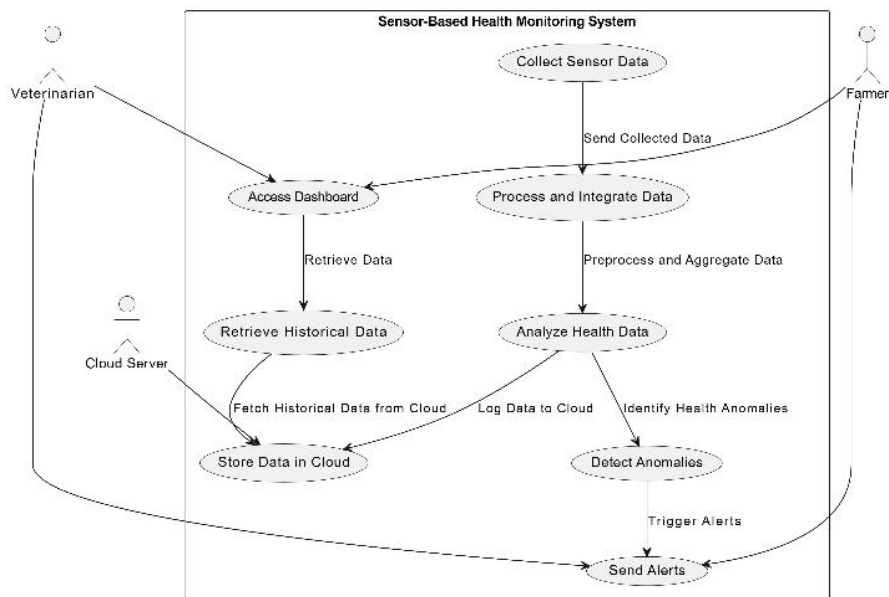 Sensor-Based Health Monitoring System
Collect Sensor Data
Veterinarian
Farmer
Send Collected Data
Access Dashboard
Process and Integrate Data
Retrieve Data
Preprocess and Aggregate Data
Retrieve Historical Data
Analyze Health Data
Cloud Server
Fetch Historical Data from Cloud
Log Data to Cloud
Identify Health Anomalies
Store Data in Cloud
Detect Anomalies
Trigger Alerts
Send Alerts